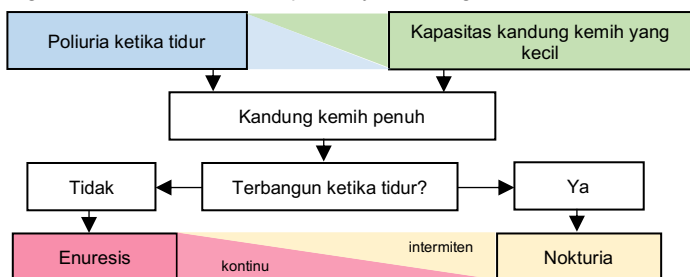 Poliuria ketika tidur
Kapasitas kandung kemih yang
kecil
Kandung kemih penuh
Tidak
Terbangun ketika tidur?
Ya
Enuresis
kontinu
intermiten
Nokturia